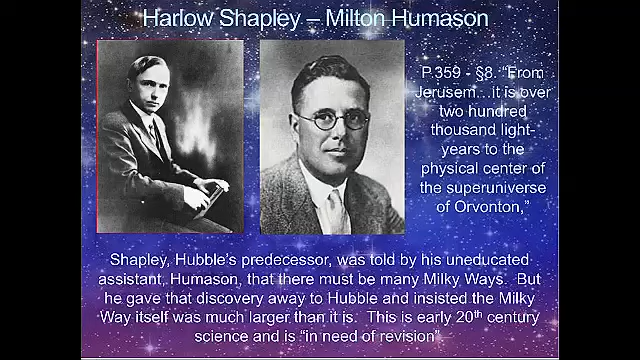 Harlow Shapley – Milton Humason
P.359 - §8. “From
Jerusem…it is over
two hundred
thousand light-
years to the
physical center of
the superuniverse
of Orvonton,”
Shapley, Hubble’s predecessor, was told by his uneducated
assistant, Humason, that there must be many Milky Ways.  But
he gave that discovery away to Hubble and insisted the Milky
Way itself was much larger than it is.  This is early 20th century
science and is “in need of revision”